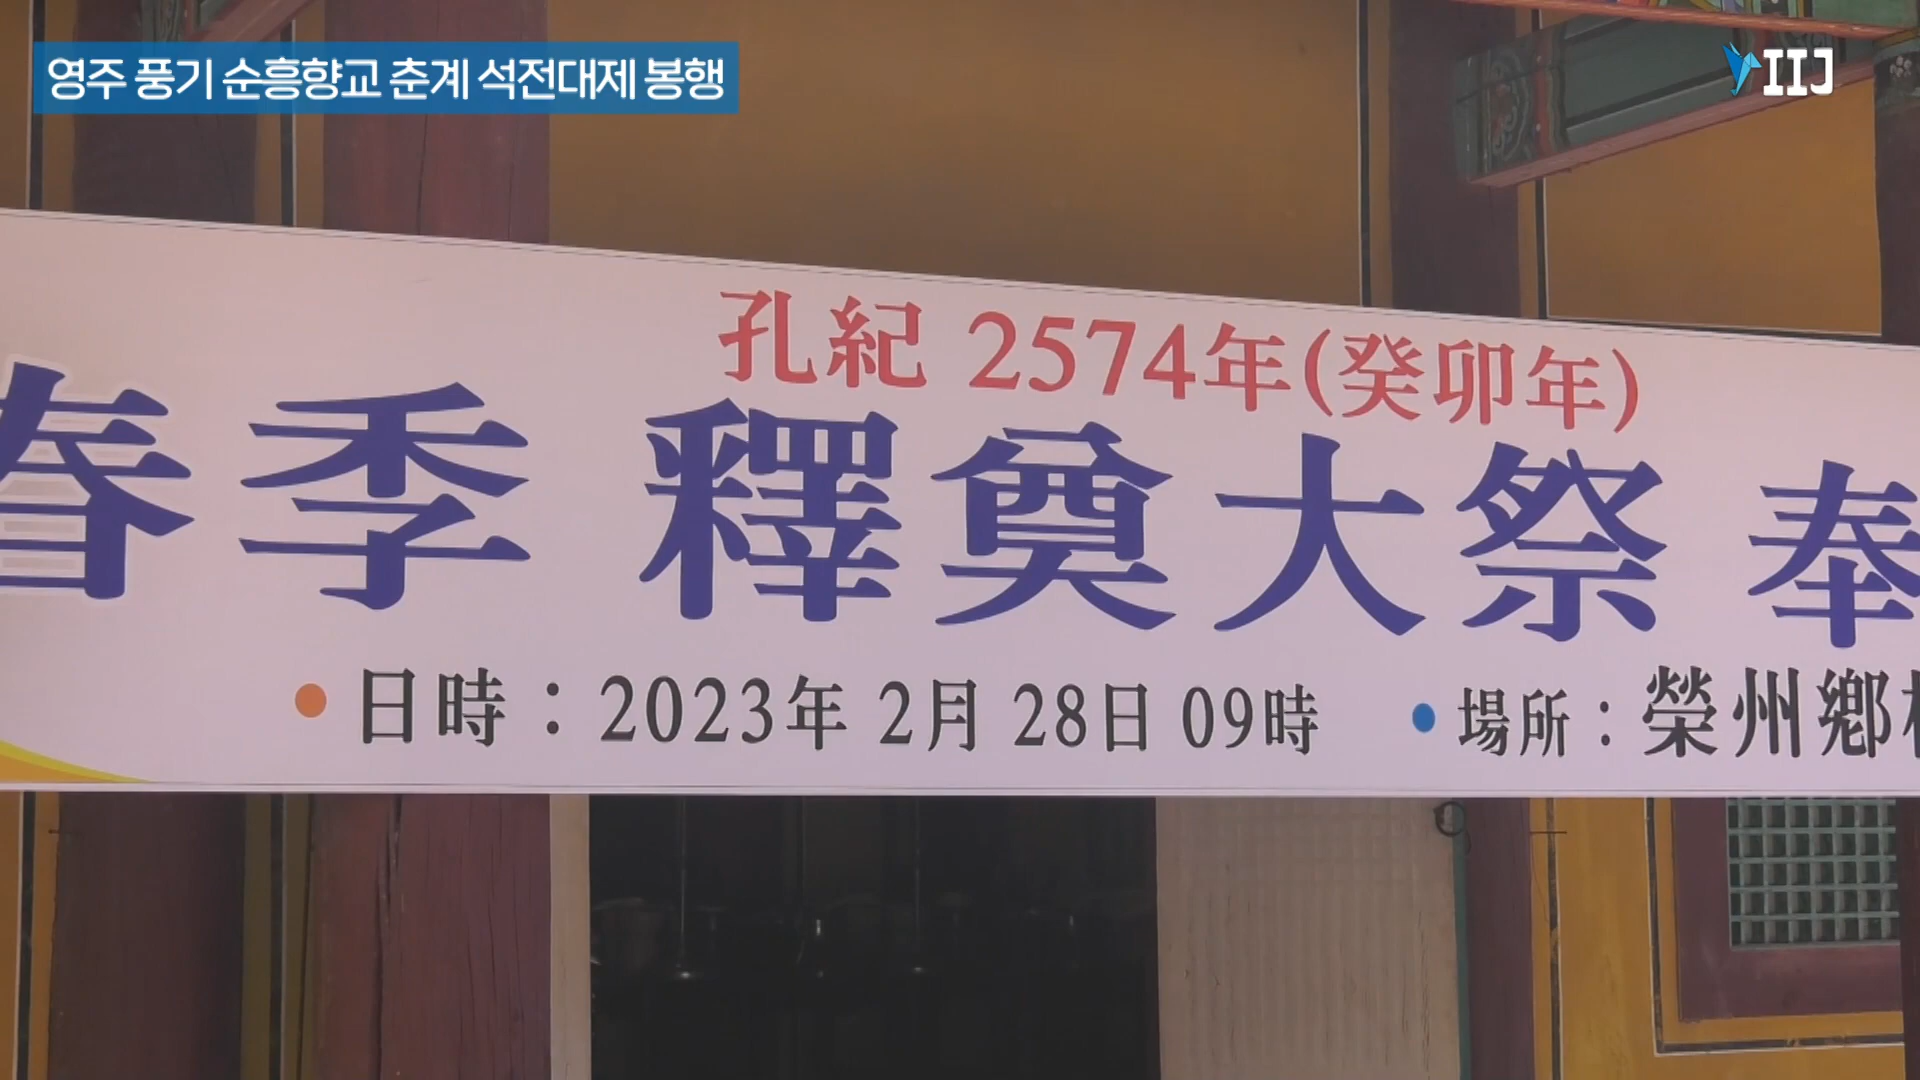 영주 풍기 순흥향교 춘계 석전대제 봉행
IIJ
孔紀 2574年(癸卯年)
春季 釋奠大祭 奉
• 日時 : 2023年 2月 28日 09時 • 場所 : 榮州鄕